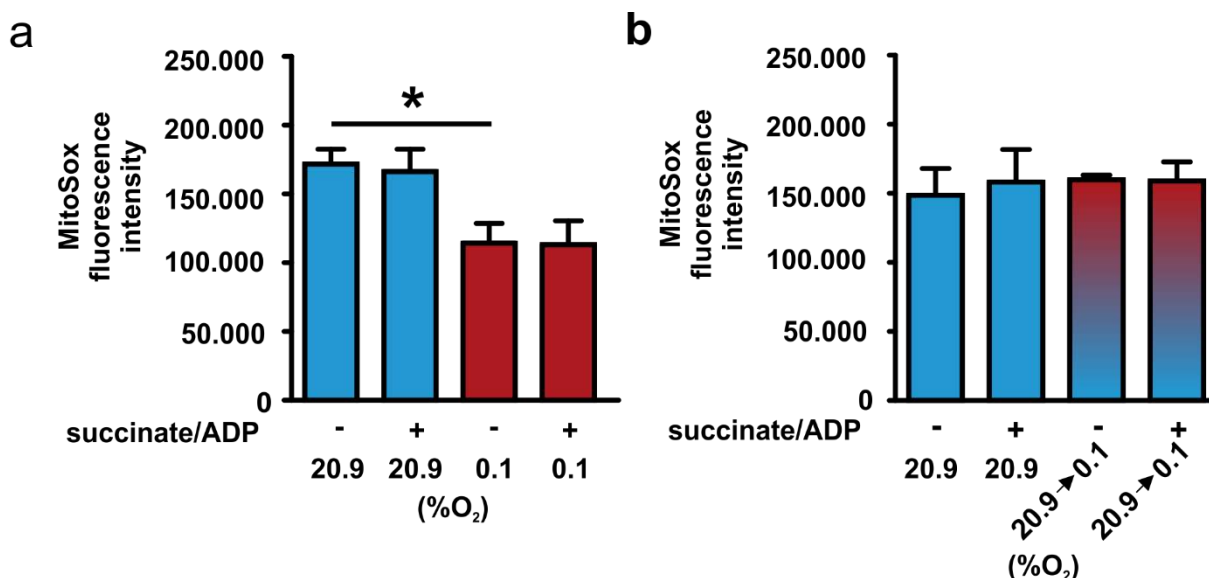 a
MitoSox
fluorescence
intensity
250.000
200.000
150.000
100.000
50.000
0
*
succinate/ADP - + - +
20.9 20.9 0.1 0.1
(%O₂)
b
MitoSox
fluorescence
intensity
250.000
200.000
150.000
100.000
50.000
0
succinate/ADP - + - +
20.9 20.9 20.9→0.1 20.9→0.1
(%O₂)